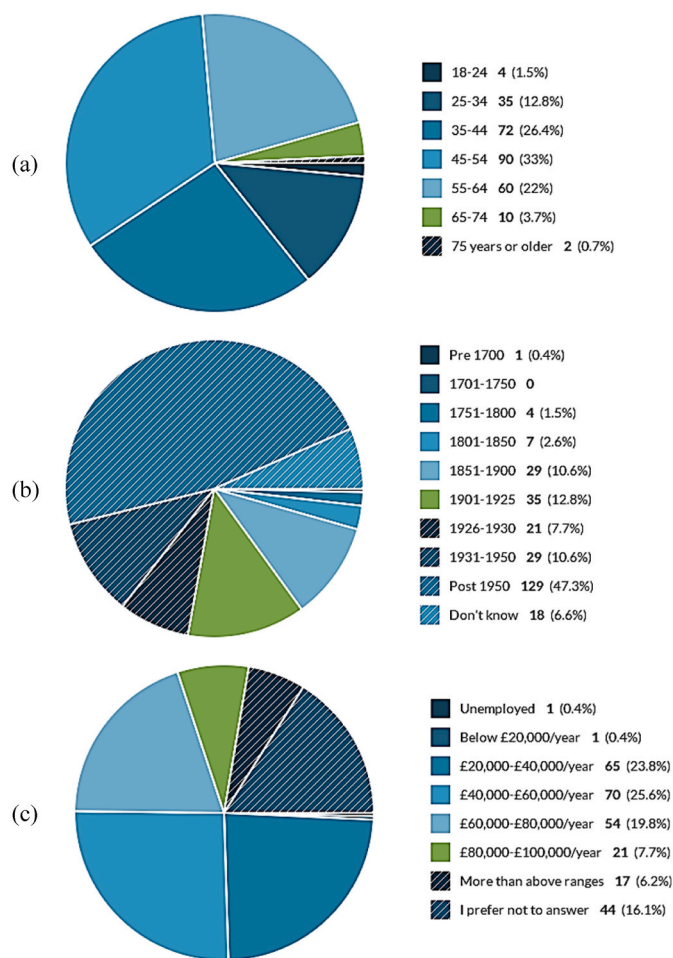 (a)
18-24 4 (1.5%)
25-34 35 (12.8%)
35-44 72 (26.4%)
45-54 90 (33%)
55-64 60 (22%)
65-74 10 (3.7%)
75 years or older 2 (0.7%)
(b)
Pre 1700 1 (0.4%)
1701-1750 0
1751-1800 4 (1.5%)
1801-1850 7 (2.6%)
1851-1900 29 (10.6%)
1901-1925 35 (12.8%)
1926-1930 21 (7.7%)
1931-1950 29 (10.6%)
Post 1950 129 (47.3%)
Don't know 18 (6.6%)
(c)
Unemployed 1 (0.4%)
Below £20,000/year 1 (0.4%)
£20,000-£40,000/year 65 (23.8%)
£40,000-£60,000/year 70 (25.6%)
£60,000-£80,000/year 54 (19.8%)
£80,000-£100,000/year 21 (7.7%)
More than above ranges 17 (6.2%)
I prefer not to answer 44 (16.1%)